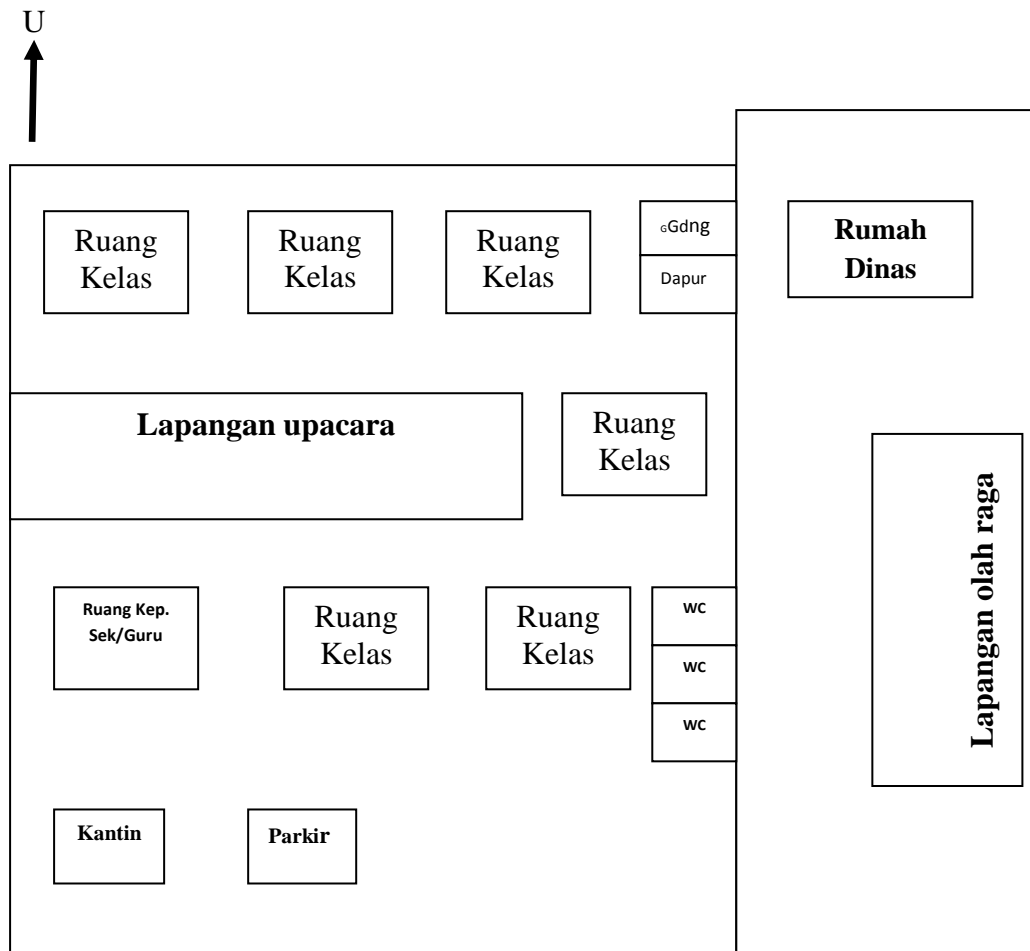 U
Ruang
Kelas
Ruang
Kelas
Ruang
Kelas
GGdng
Dapur
Rumah
Dinas
Lapangan upacara
Ruang
Kelas
Lapangan olah raga
Ruang Kep.
Sek/Guru
Ruang
Kelas
Ruang
Kelas
WC
WC
WC
Kantin
Parkir